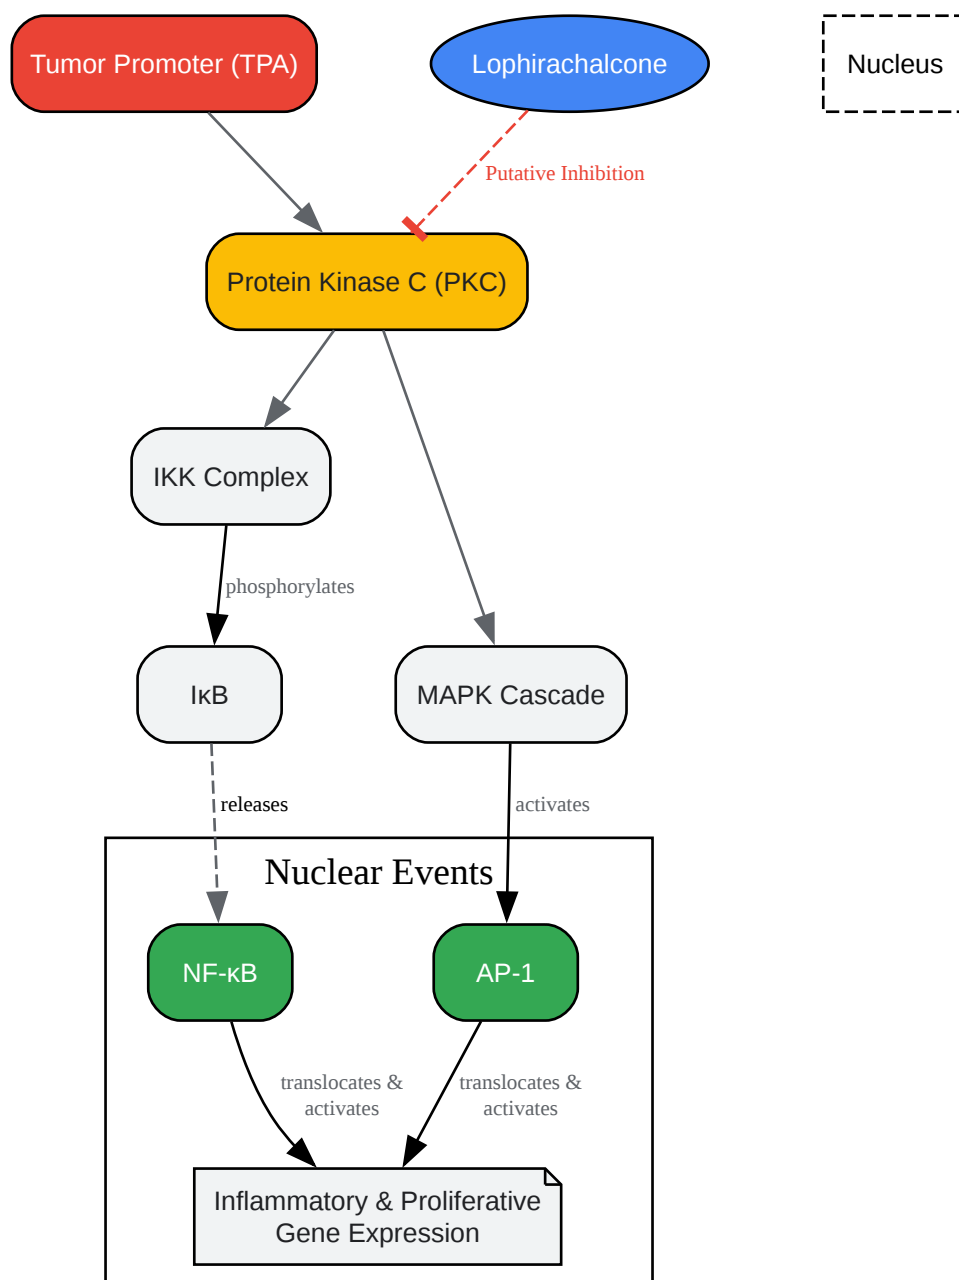 Tumor Promoter (TPA)
Lophirachalcone
Nucleus
Putative Inhibition
Protein Kinase C (PKC)
IKK Complex
phosphorylates
IκB
MAPK Cascade
releases
activates
Nuclear Events
NF-κB
AP-1
translocates &
activates
translocates &
activates
Inflammatory & Proliferative
Gene Expression